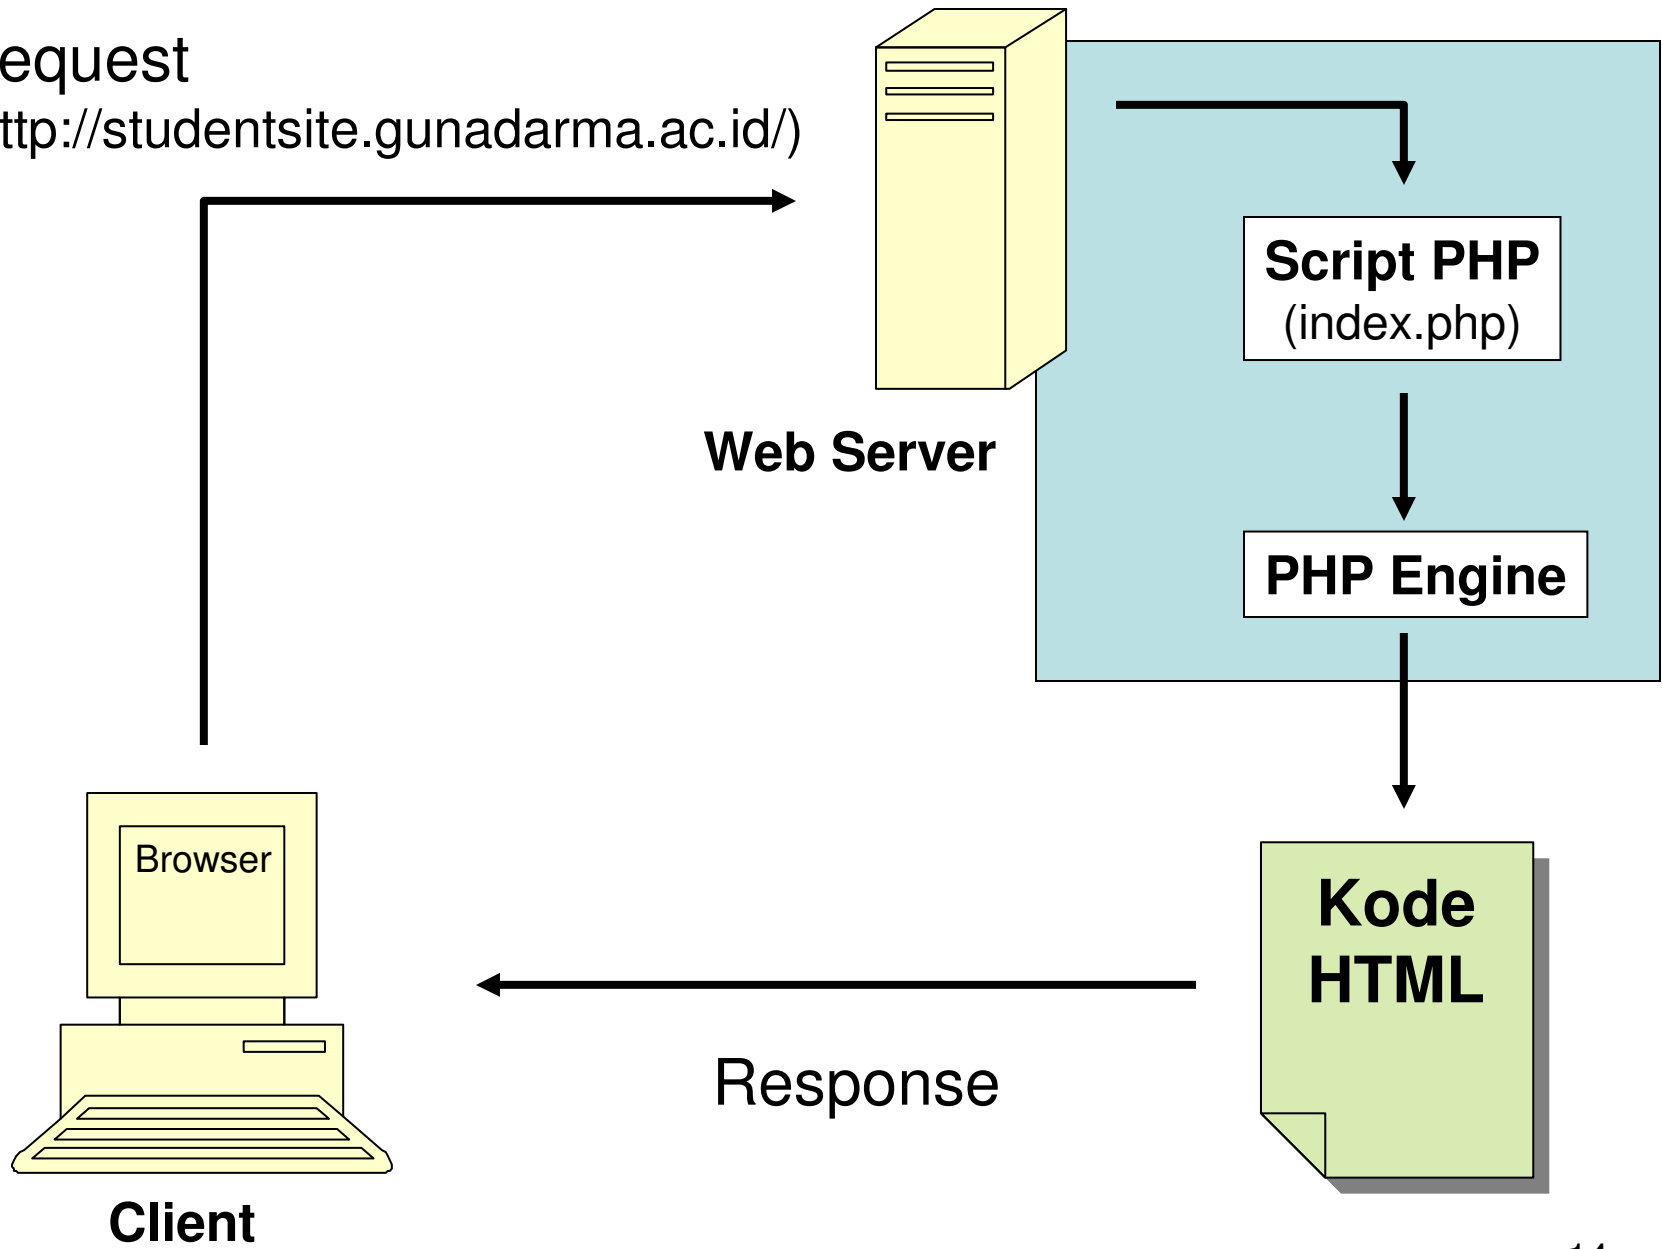 equest
ttp://studentsite.gunadarma.ac.id/)
Script PHP
(index.php)
Web Server
PHP Engine
Browser
Kode
HTML
Response
Client